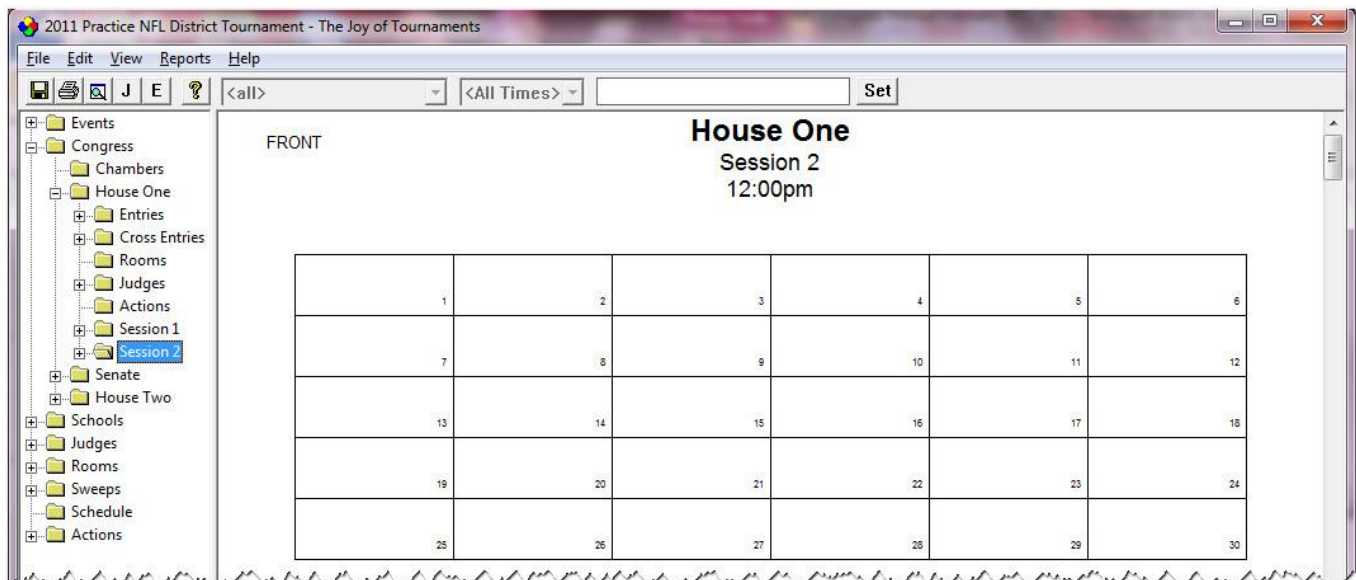 2011 Practice NFL District Tournament - The Joy of Tournaments
File Edit View Reports Help
J E ? <all> <All Times> Set
Events
Congress
Chambers
House One
Entries
Cross Entries
Rooms
Judges
Actions
Session 1
Session 2
Senate
House Two
Schools
Judges
Rooms
Sweeps
Schedule
Actions
FRONT
House One
Session 2
12:00pm
1 2 3 4 5 6
7 8 9 10 11 12
13 14 15 16 17 18
19 20 21 22 23 24
25 26 27 28 29 30